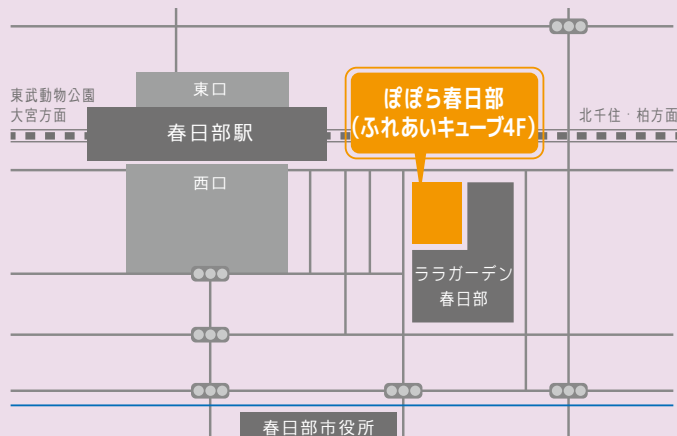 東武動物公園
大宮方面
東口
春日部駅
西口
ぽぽら春日部
(ふれあいキューブ4F)
北千住・柏方面
ララガーデン
春日部
春日部市役所